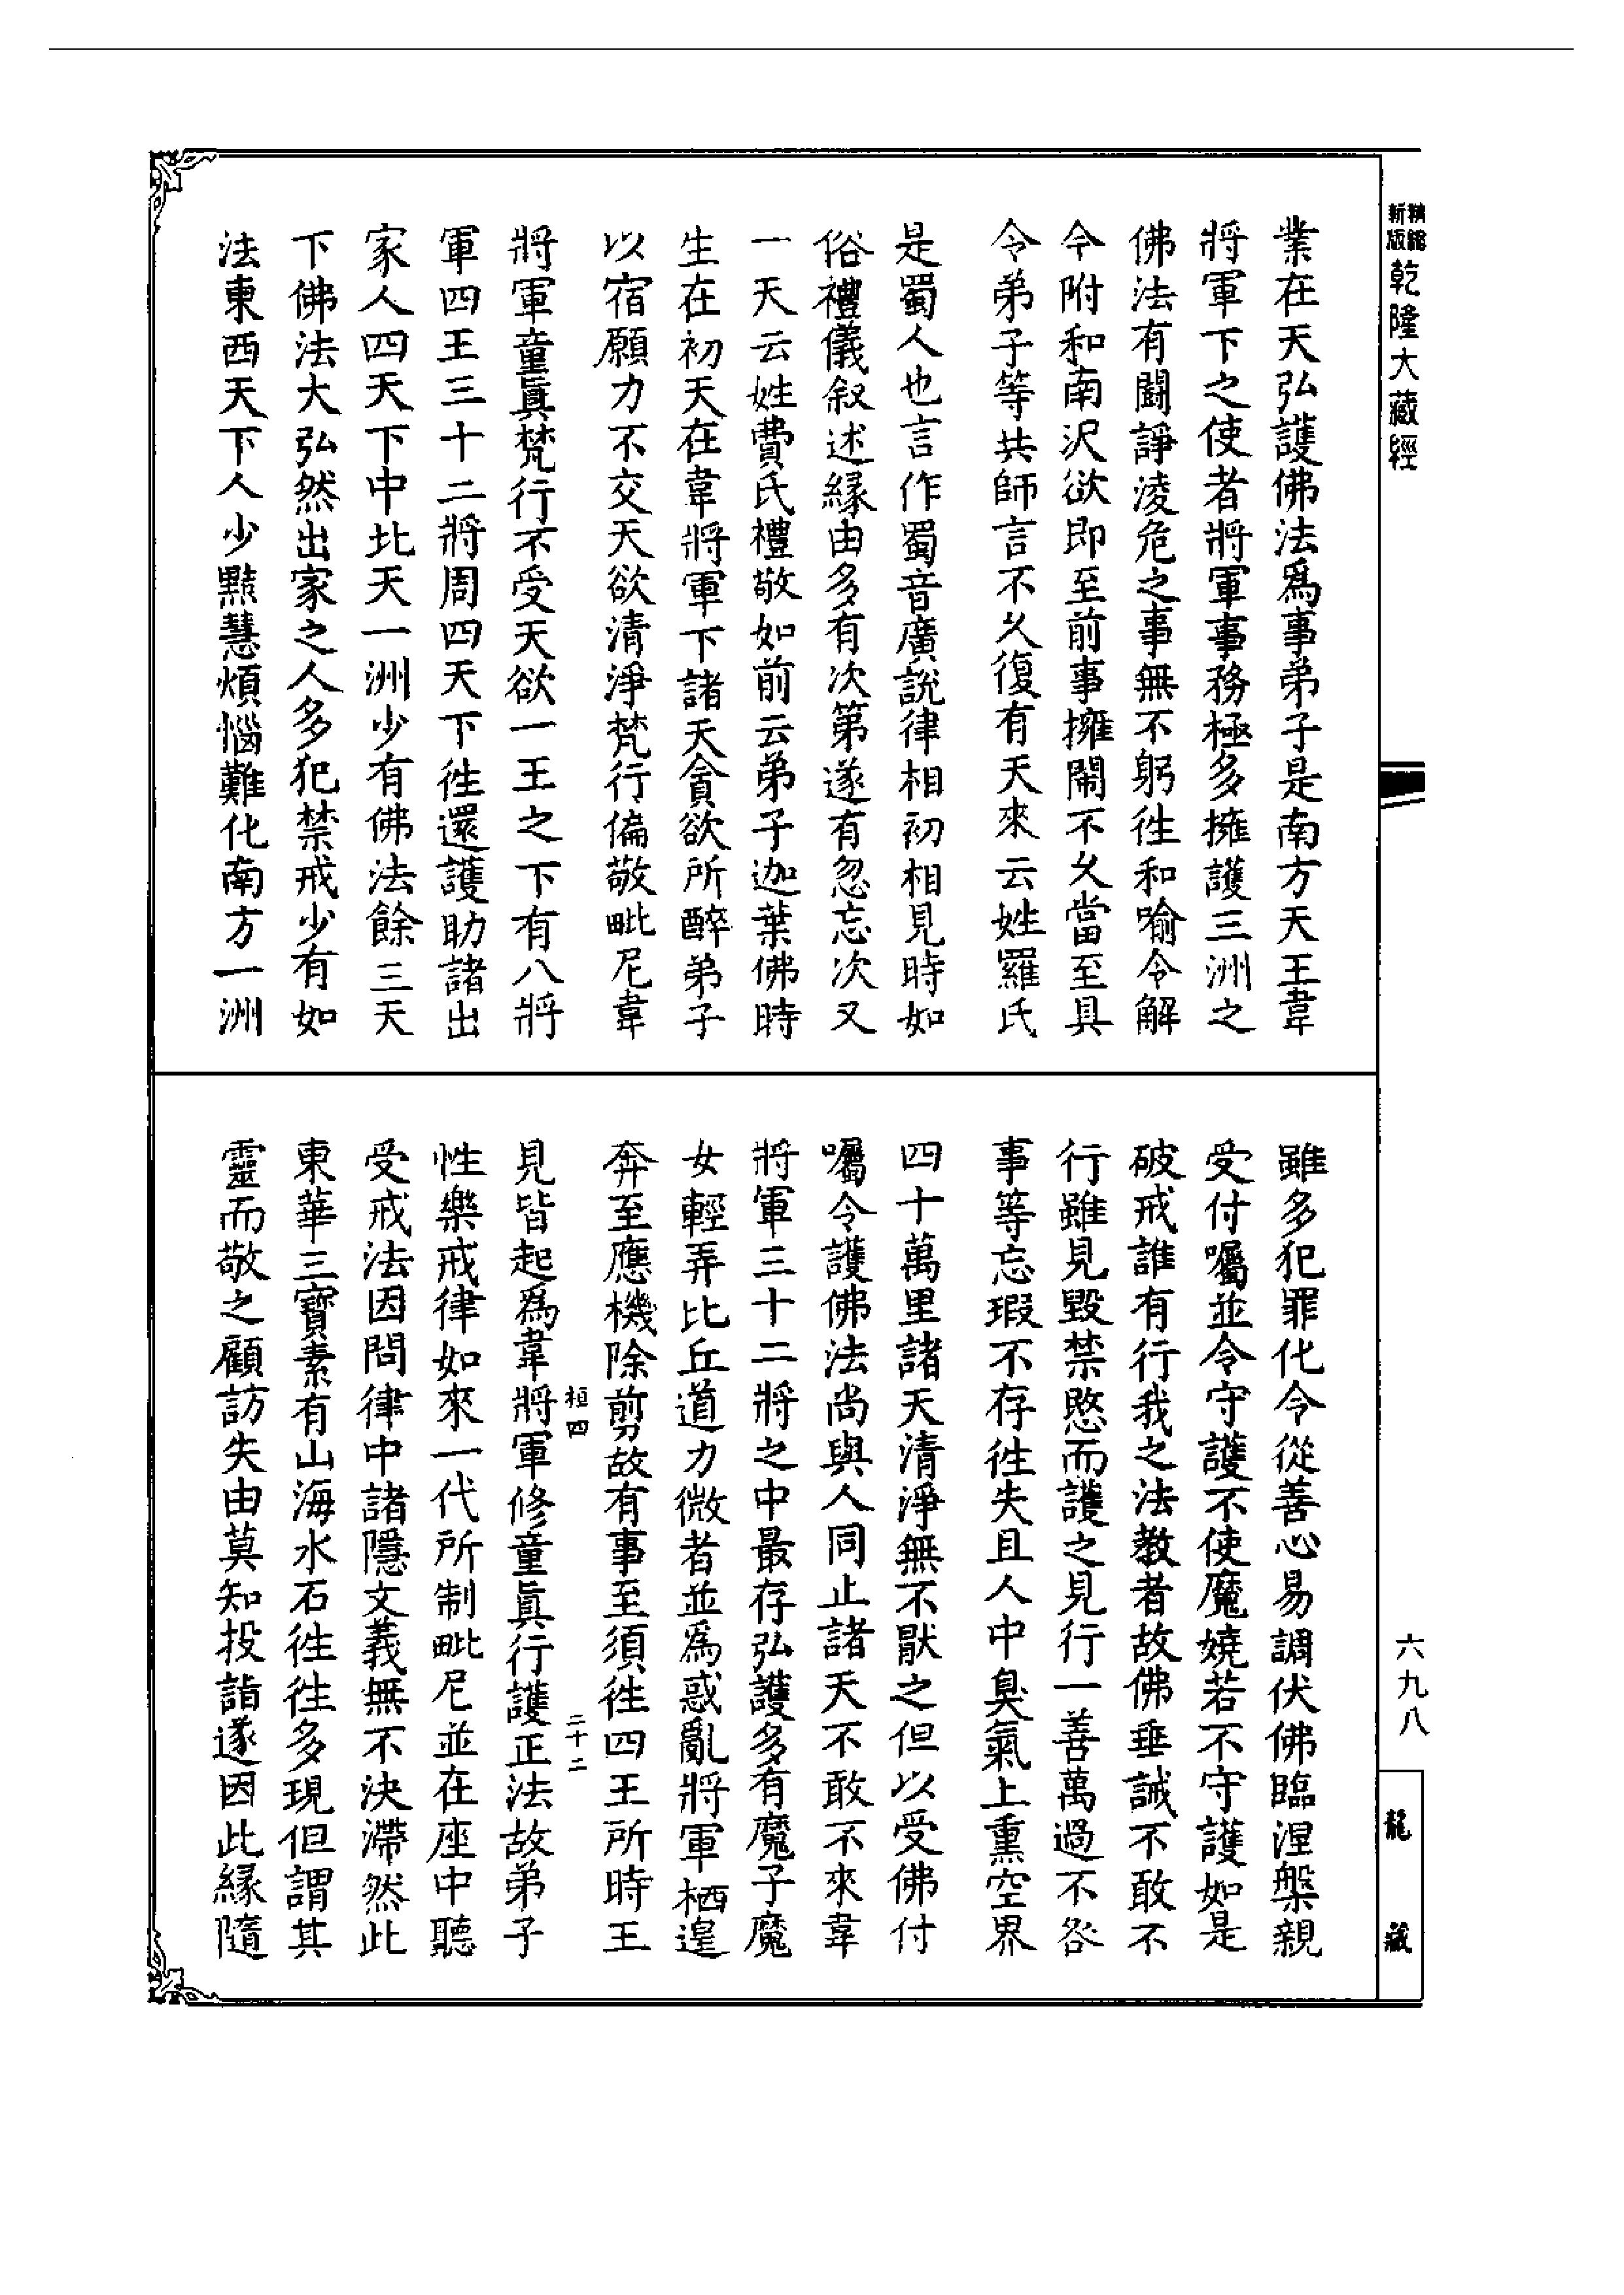 精縮
新版
乾隆大藏經
業在天弘護佛法爲事弟子是南方天王韋
將軍下之使者將軍事務極多擁護三洲之
佛法有鬪諍淩危之事無不躬徃和喻令解
今附和南沢欲即至前事擁閙不乆當至具
令弟子等共師言不乆復有天來云姓羅氏
是蜀人也言作蜀音廣説律相初相見時如
俗禮儀叙述縁由多有次第遂有忽忘次又
一天云姓費氏禮敬如前云弟子迦葉佛時
生在初天在韋將軍下諸天貪欲所醉弟子
以宿願力不交天欲清淨梵行偏敬毗尼韋
將軍童眞梵行不受天欲一王之下有八將
軍四王三十二將周四天下徃還護助諸出
家人四天下中北天一洲少有佛法餘三天
下佛法大弘然出家之人多犯禁戒少有如
法東西天下人少黠慧煩惱難化南方一洲
雖多犯罪化令從善心易調伏佛臨涅槃親
受付囑並令守護不使魔嬈若不守護如是
破戒誰有行我之法教者故佛垂誡不敢不
行雖見毀禁愍而護之見行一善萬過不咎
事等忘瑕不存徃失且人中臭氣上熏空界
四十萬里諸天清淨無不猒之但以受佛付
囑令護佛法尚與人同止諸天不敢不來韋
將軍三十二將之中最存弘護多有魔子魔
女輕弄比丘道力微者並爲惑亂將軍栖遑
奔至應機除剪故有事至須徃四王所時王
桓四 二十二
見皆起爲韋將軍修童眞行護正法故弟子
性樂戒律如來一代所制毗尼並在座中聽
受戒法因問律中諸隱文義無不決滯然此
東華三寶素有山海水石徃徃多現但謂其
靈而敬之顧訪失由莫知投詣遂因此縁隨
六九八
龍藏